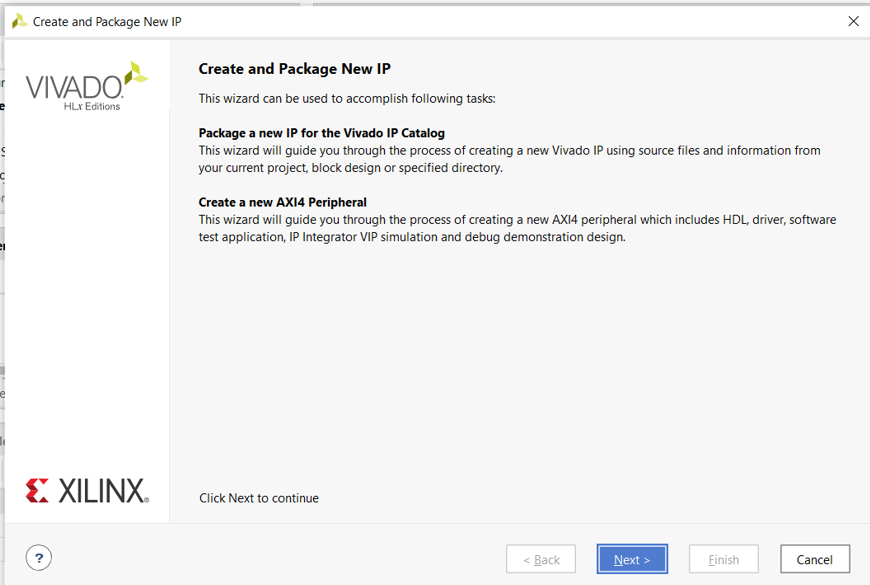 Create and Package New IP
VIVADO
HLx Editions
Create and Package New IP
This wizard can be used to accomplish following tasks:
Package a new IP for the Vivado IP Catalog
This wizard will guide you through the process of creating a new Vivado IP using source files and information from
your current project, block design or specified directory.
Create a new AXI4 Peripheral
This wizard will guide you through the process of creating a new AXI4 peripheral which includes HDL, driver, software
test application, IP Integrator VIP simulation and debug demonstration design.
Click Next to continue
XILINX®
?
< Back
Next >
Finish
Cancel